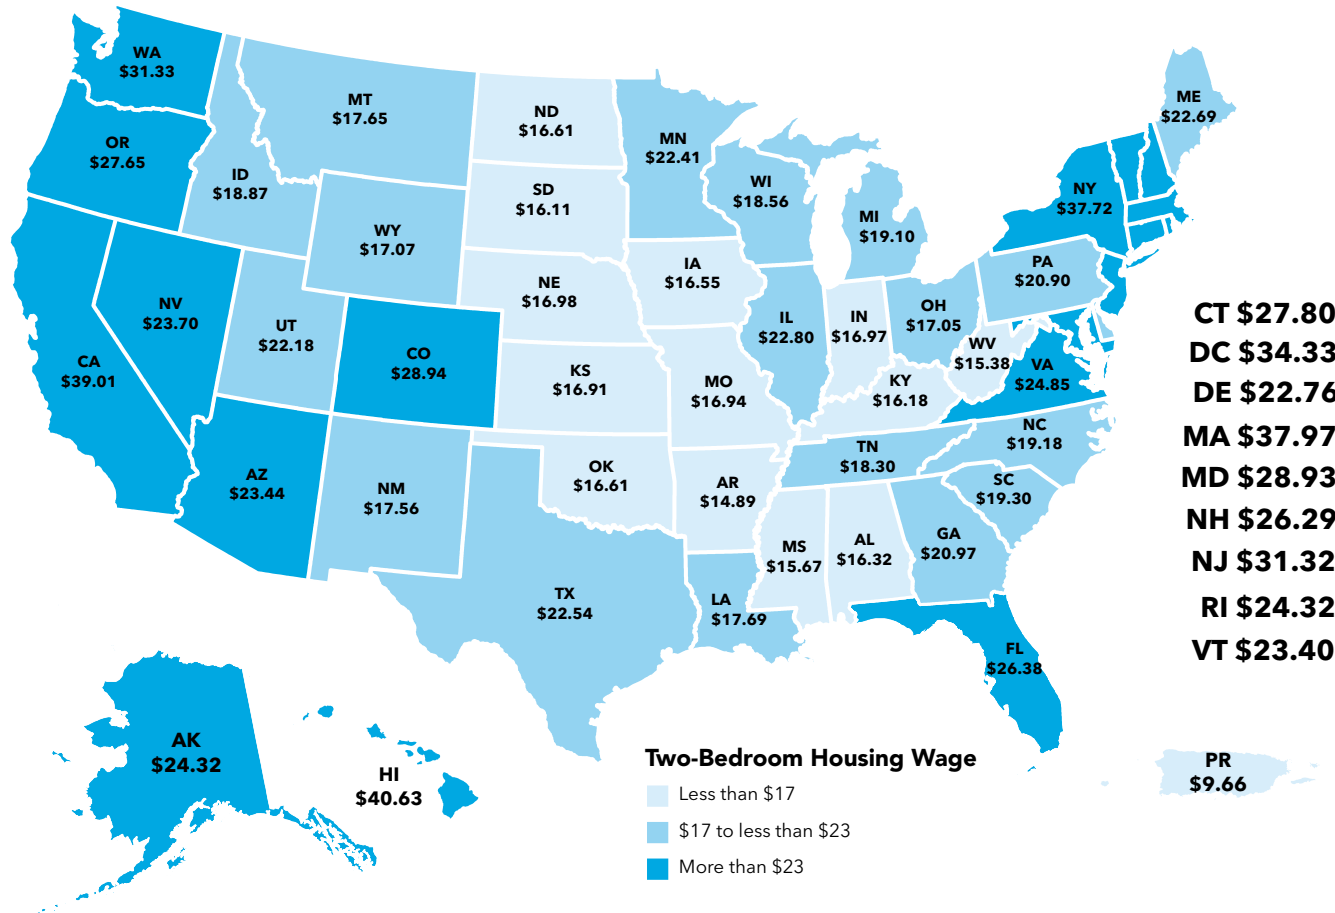 WA
$31.33
OR
$27.65
ID
$18.87
MT
$17.65
WY
$17.07
ND
$16.61
SD
$16.11
NE
$16.98
MN
$22.41
WI
$18.56
MI
$19.10
IA
$16.55
NY
$37.72
ME
$22.69
PA
$20.90
NV
$23.70
UT
$22.18
CA
$39.01
CO
$28.94
KS
$16.91
MO
$16.94
IL
$22.80
IN
$16.97
OH
$17.05
WV
$15.38
VA
$24.85
KY
$16.18
NC
$19.18
TN
$18.30
SC
$19.30
AZ
$23.44
NM
$17.56
OK
$16.61
AR
$14.89
MS
$15.67
AL
$16.32
GA
$20.97
TX
$22.54
LA
$17.69
FL
$26.38
AK
$24.32
HI
$40.63
CT $27.80
DC $34.33
DE $22.76
MA $37.97
MD $28.93
NH $26.29
NJ $31.32
RI $24.32
VT $23.40
PR
$9.66
Two-Bedroom Housing Wage
Less than $17
$17 to less than $23
More than $23